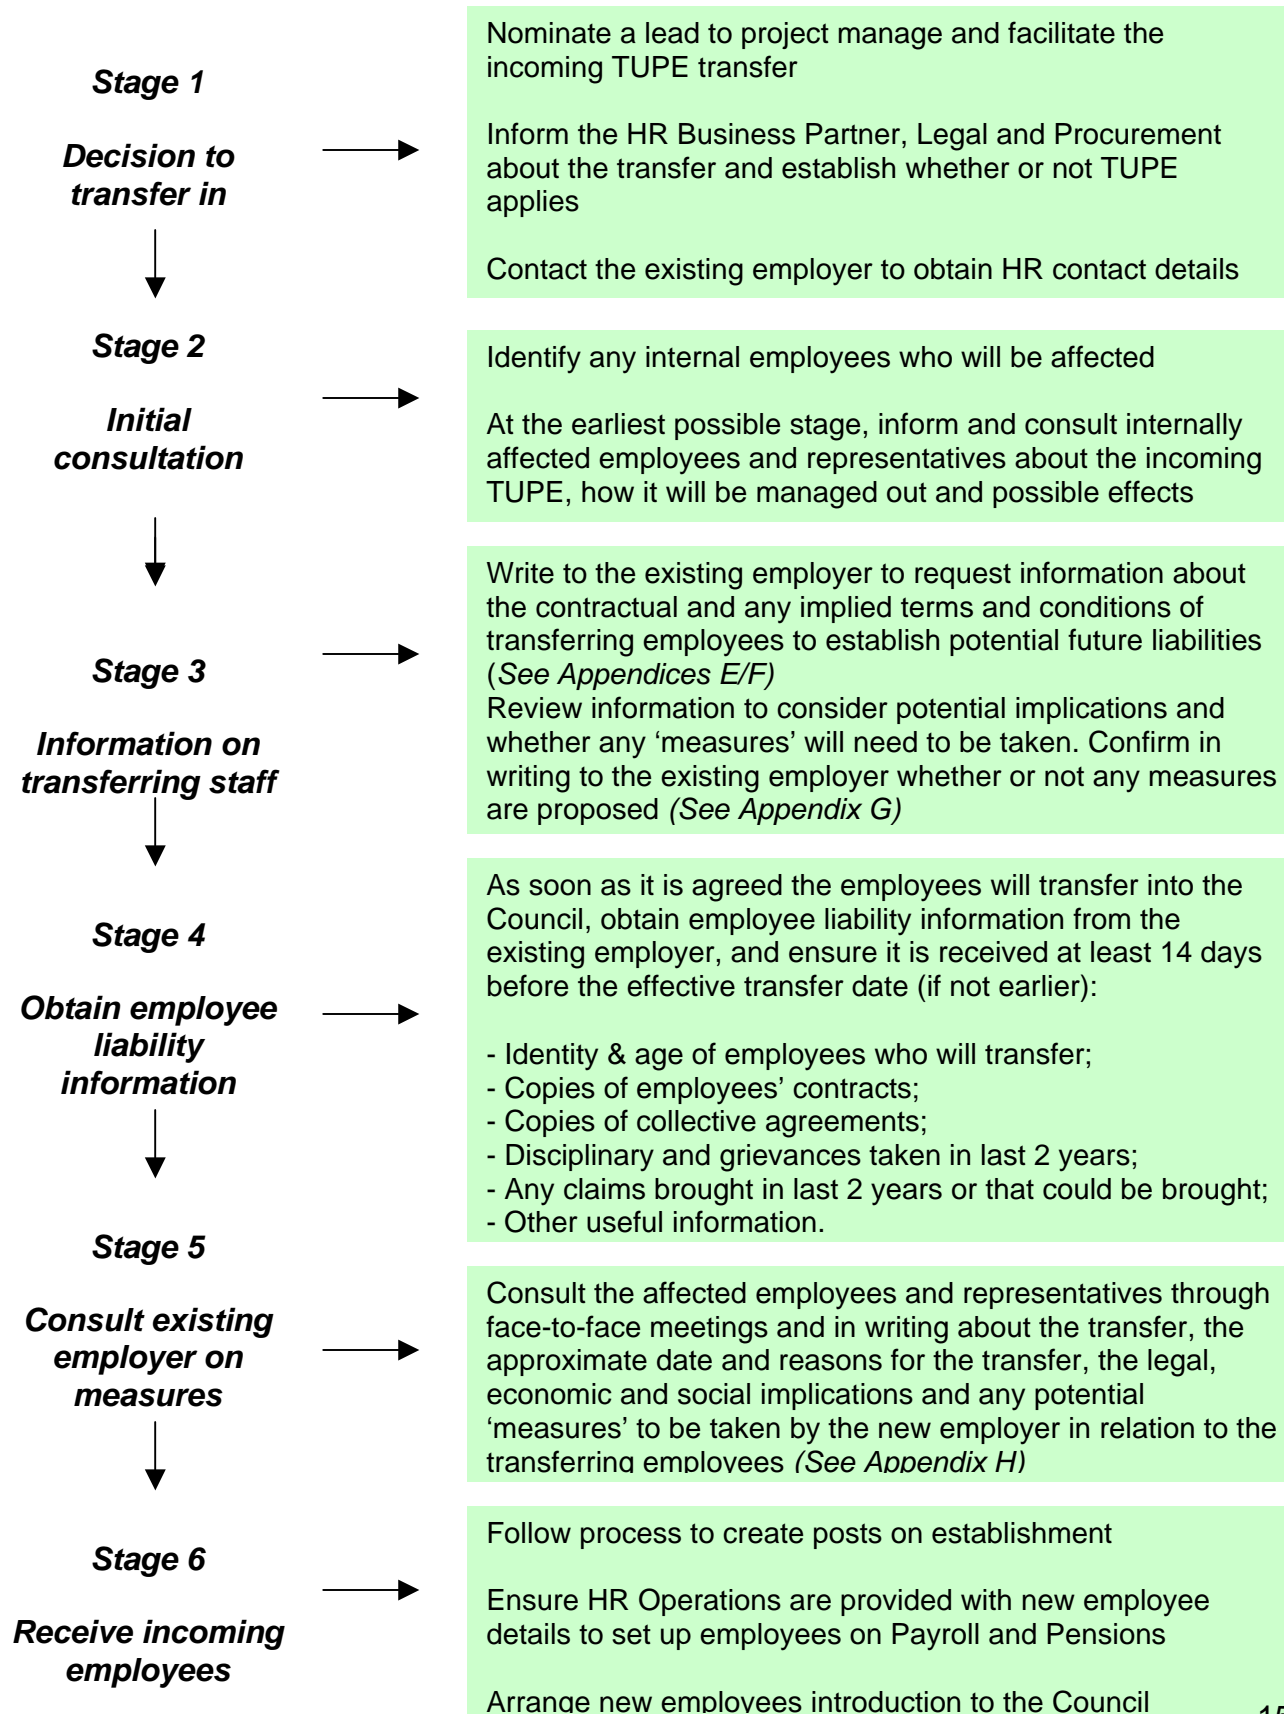 Stage 1
Decision to
transfer in
Nominate a lead to project manage and facilitate the
incoming TUPE transfer
Inform the HR Business Partner, Legal and Procurement
about the transfer and establish whether or not TUPE
applies
Contact the existing employer to obtain HR contact details
Stage 2
Initial
consultation
Identify any internal employees who will be affected
At the earliest possible stage, inform and consult internally
affected employees and representatives about the incoming
TUPE, how it will be managed out and possible effects
Stage 3
Information on
transferring staff
Write to the existing employer to request information about
the contractual and any implied terms and conditions of
transferring employees to establish potential future liabilities
(See Appendices E/F)
Review information to consider potential implications and
whether any ‘measures’ will need to be taken. Confirm in
writing to the existing employer whether or not any measures
are proposed (See Appendix G)
Stage 4
Obtain employee
liability
information
As soon as it is agreed the employees will transfer into the
Council, obtain employee liability information from the
existing employer, and ensure it is received at least 14 days
before the effective transfer date (if not earlier):
- Identity & age of employees who will transfer;
- Copies of employees’ contracts;
- Copies of collective agreements;
- Disciplinary and grievances taken in last 2 years;
- Any claims brought in last 2 years or that could be brought;
- Other useful information.
Stage 5
Consult existing
employer on
measures
Consult the affected employees and representatives through
face-to-face meetings and in writing about the transfer, the
approximate date and reasons for the transfer, the legal,
economic and social implications and any potential
‘measures’ to be taken by the new employer in relation to the
transferring employees (See Appendix H)
Stage 6
Receive incoming
employees
Follow process to create posts on establishment
Ensure HR Operations are provided with new employee
details to set up employees on Payroll and Pensions
Arrange new employees introduction to the Council
15